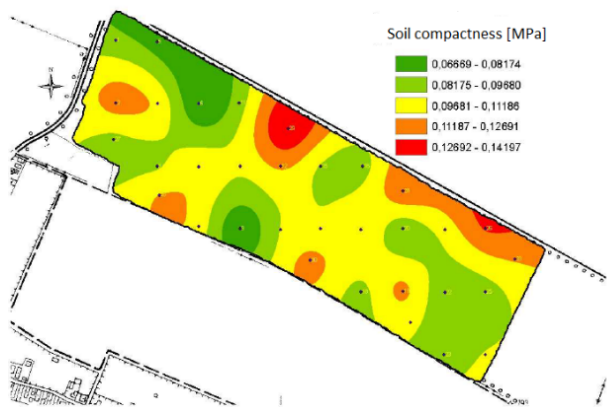 Soil compactness [MPa]
0,06669 - 0,08174
0,08175 - 0,09680
0,09681 - 0,11186
0,11187 - 0,12691
0,12692 - 0,14197